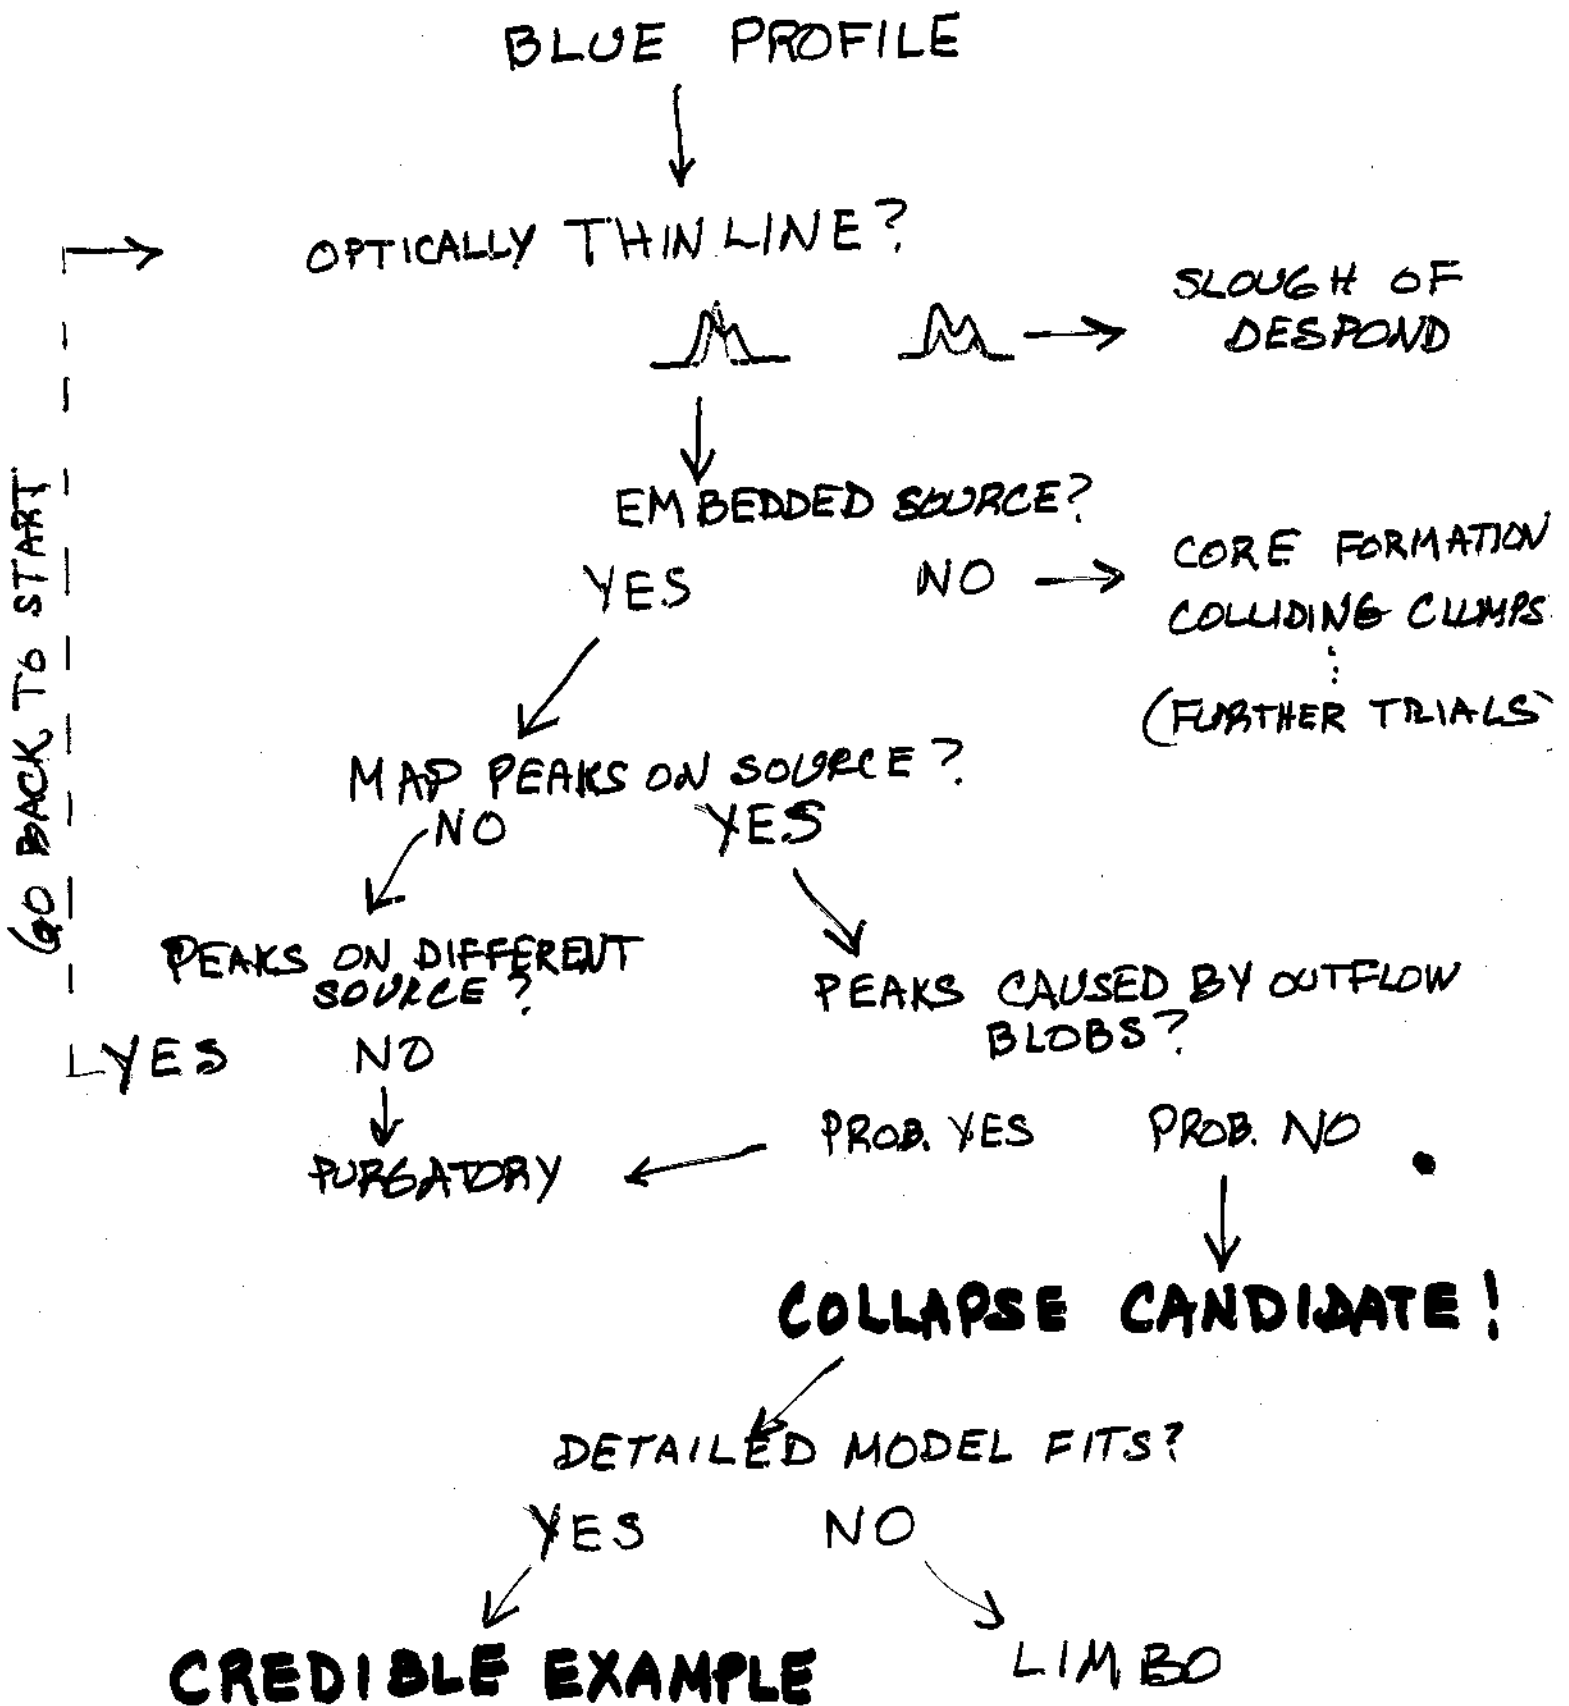 BLUE PROFILE
OPTICALLY THIN LINE?
SLOUGH OF
DESPOND
EMBEDDED SOURCE?
YES
NO
CORE FORMATION
COLLIDING CLUMPS
(FURTHER TRIALS)
GO BACK TO START
MAP PEAKS ON SOURCE?
NO
YES
PEAKS ON DIFFERENT
SOURCE?
YES
NO
PEAKS CAUSED BY OUTFLOW
BLOBS?
PROB. YES
PROB. NO
PURGATORY
COLLAPSE CANDIDATE!
DETAILED MODEL FITS?
YES
NO
CREDIBLE EXAMPLE
LIMBO